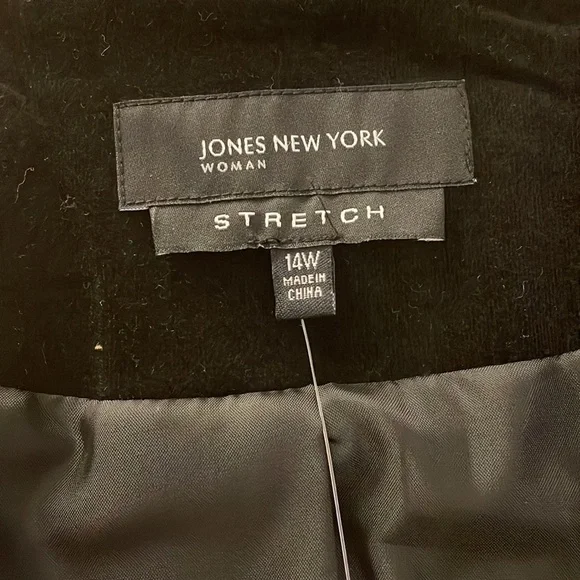 JONES NEW YORK
WOMAN
STRETCH
14W
MADE IN
CHINA